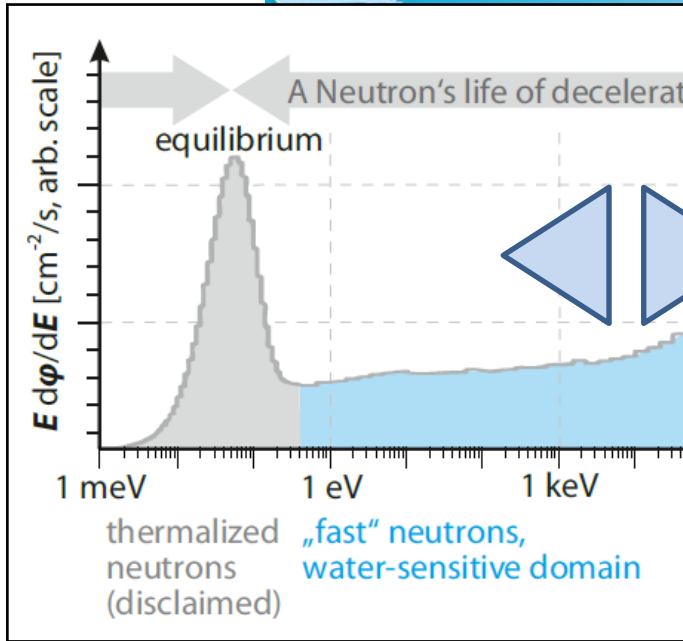 A Neutron's life of decelerat
equilibrium
E dφ/dE [cm⁻²/s, arb. scale]
1 meV 1 eV 1 keV
thermalized neutrons (disclaimed)
„fast“ neutrons,
water-sensitive domain